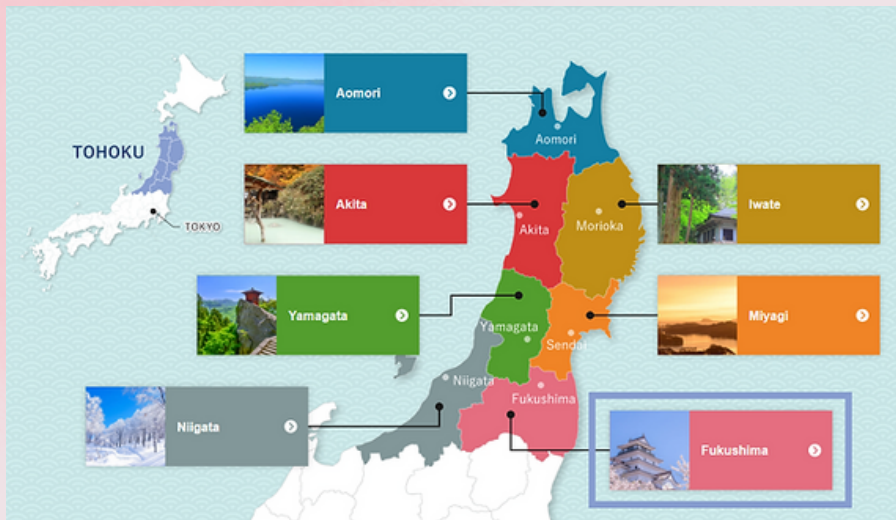 Aomori
Aomori
TOHOKU
Akita
Iwate
Morioka
Akita
TOKYO
Yamagata
Miyagi
Yamagata
Sendai
Niigata
Fukushima
Niigata
Fukushima